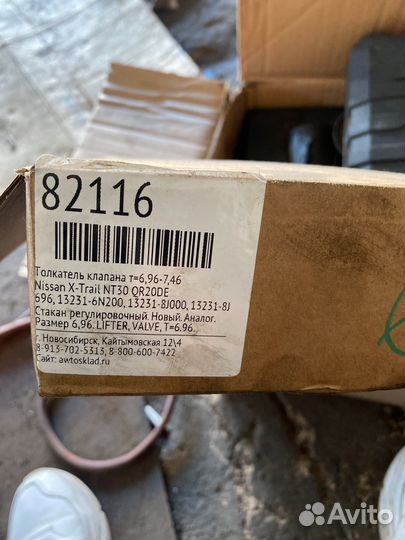 82116
Толкатель клапана т=6,96-7,46
Nissan X-Trail NT30 QR20DE
696, 13231-6N200, 13231-8J000, 13231-8J
Стакан регулировочный. Новый. Аналог.
Размер 6,96. LIFTER, VALVE, T=6.96.
г. Новосибирск, Кайтымовская 12\4
8-913-702-5313, 8-800-600-7422
Сайт: awtosklad.ru
Avito